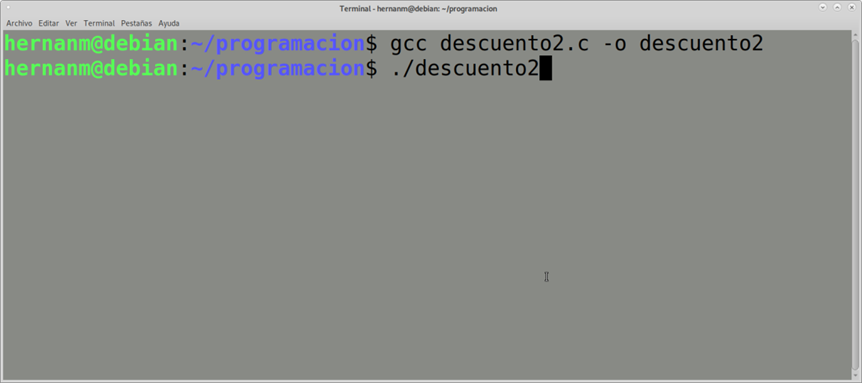 Terminal - hernanm@debian: ~/programacion
Archivo Editar Ver Terminal Pestañas Ayuda
hernanm@debian:~/programacion$ gcc descuento2.c -o descuento2
hernanm@debian:~/programacion$ ./descuento2